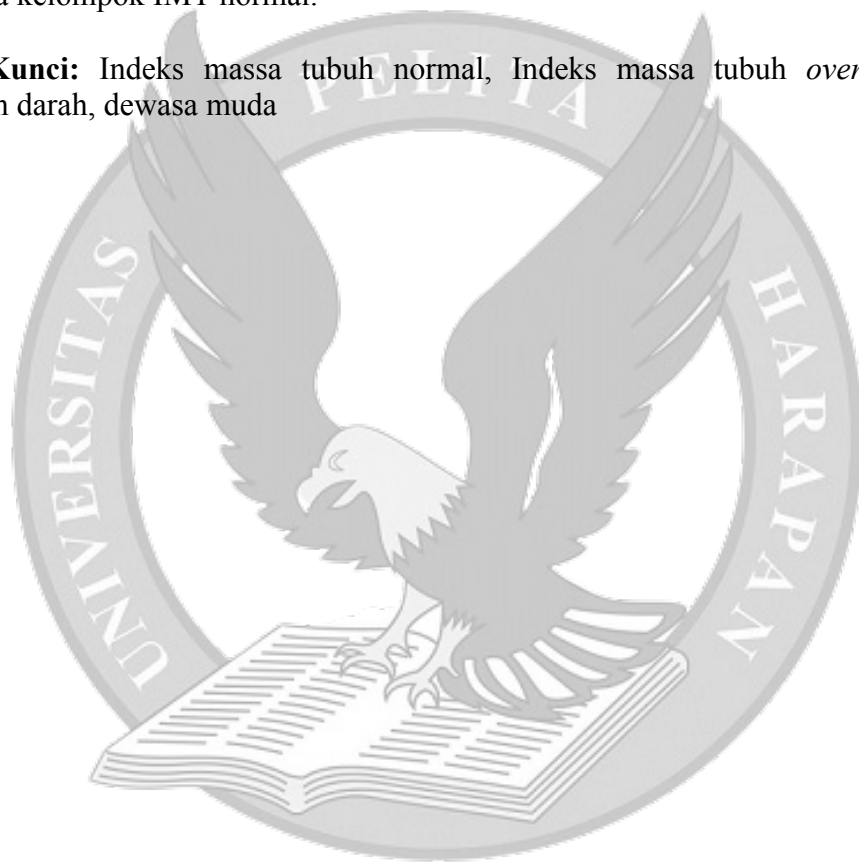 kelompok IMT normal.
Kunci: Indeks massa tubuh normal, Indeks massa tubuh over
darah, dewasa muda
UNIVERSITAS PELITA HARAPAN